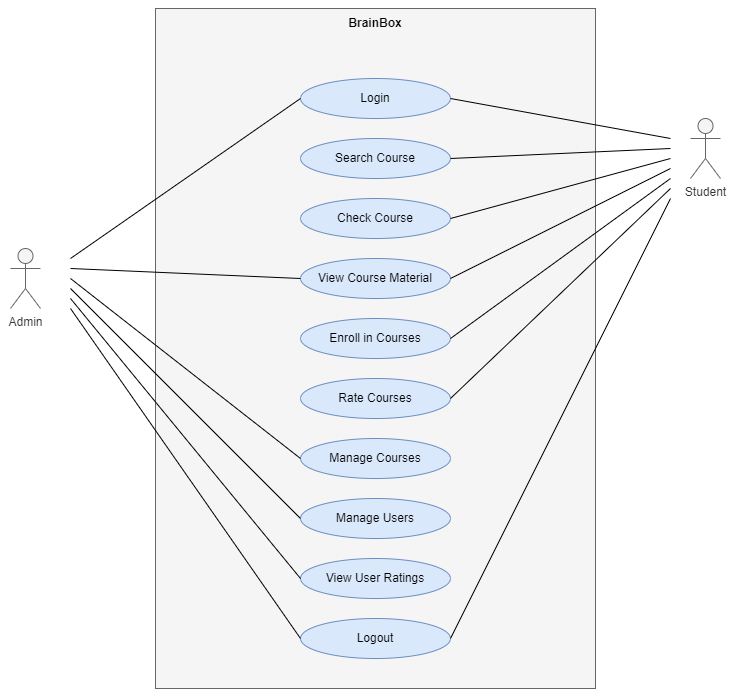 BrainBox
Login
Search Course
Check Course
View Course Material
Enroll in Courses
Rate Courses
Manage Courses
Manage Users
View User Ratings
Logout
Admin
Student